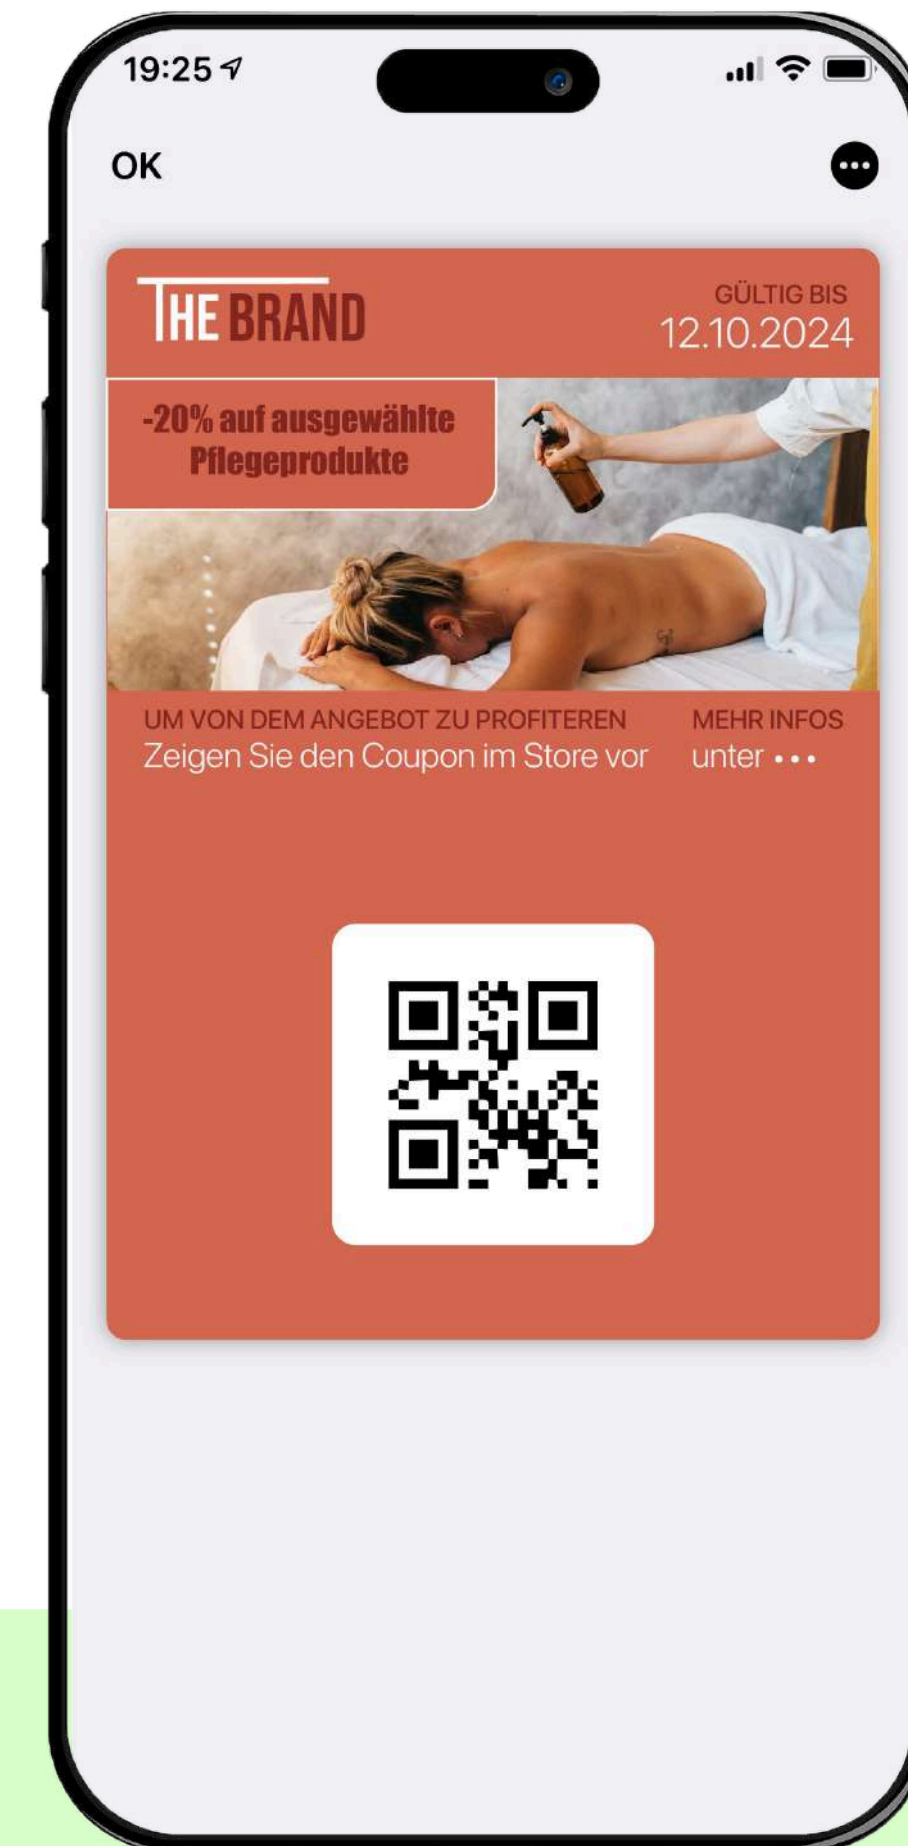 19:25
OK
THE BRAND
GÜLTIG BIS
12.10.2024
-20% auf ausgewählte
Pflegeprodukte
UM VON DEM ANGEBOT ZU PROFITEREN
Zeigen Sie den Coupon im Store vor
MEHR INFOS
unter •••